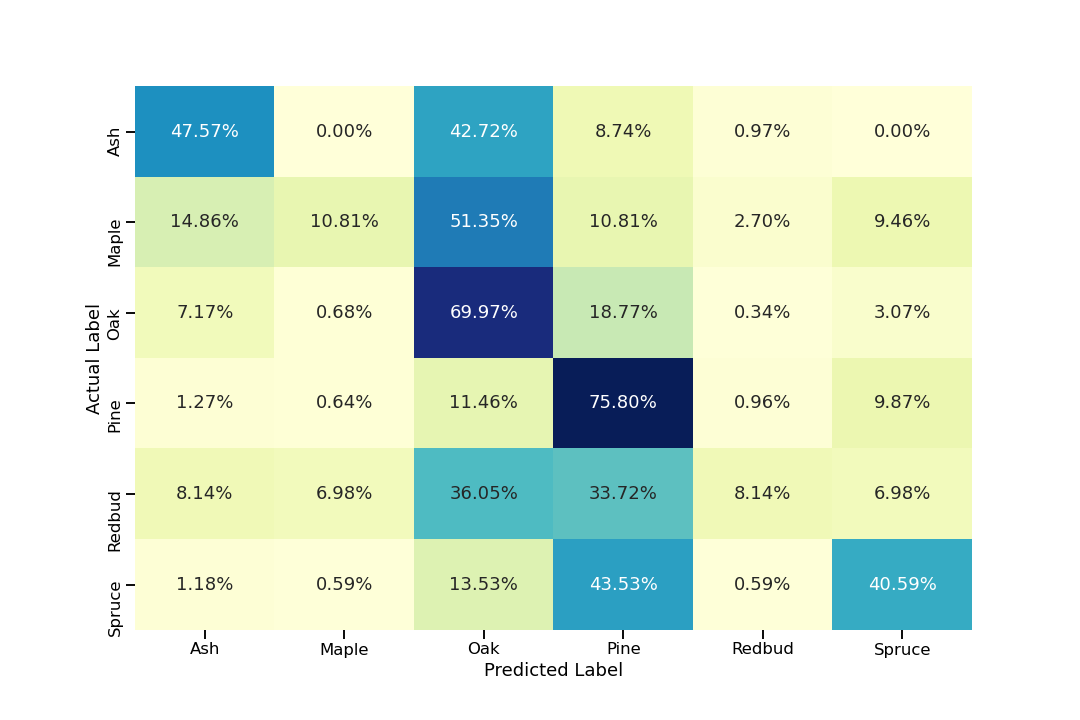 Actual Label
Ash 47.57% 0.00% 42.72% 8.74% 0.97% 0.00%
Maple 14.86% 10.81% 51.35% 10.81% 2.70% 9.46%
Oak 7.17% 0.68% 69.97% 18.77% 0.34% 3.07%
Pine 1.27% 0.64% 11.46% 75.80% 0.96% 9.87%
Redbud 8.14% 6.98% 36.05% 33.72% 8.14% 6.98%
Spruce 1.18% 0.59% 13.53% 43.53% 0.59% 40.59%
Ash Maple Oak Pine Redbud Spruce
Predicted Label